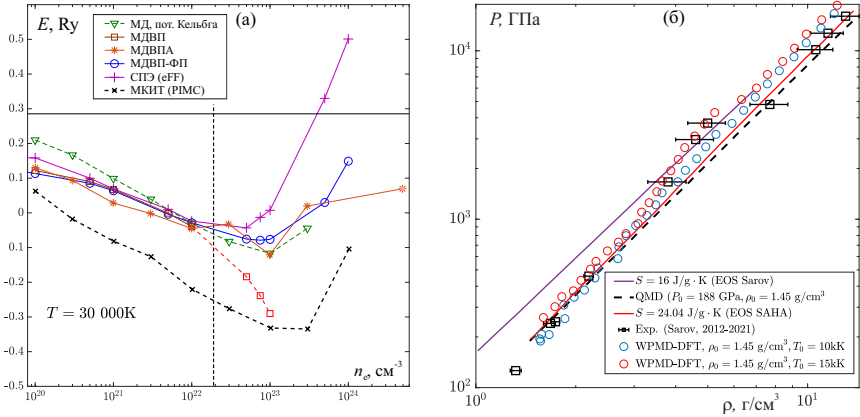 E, Ry
(а)
МД, пот. Кельбга
МДВП
МДВПА
МДВП-ФП
СПЭ (eFF)
МКИТ (PIMC)
0.5
0.4
0.3
0.2
0.1
0
-0.1
-0.2
-0.3
-0.4
-0.5
T = 30 000K
n_e, см^-3
10^20
10^21
10^22
10^23
10^24
P, ГПа
(б)
10^4
10^3
10^2
S = 16 J/g · K (EOS Sarov)
QMD (P_0 = 188 GPa, ρ_0 = 1.45 g/cm^3
S = 24.04 J/g · K (EOS SAHA)
Exp. (Sarov, 2012-2021)
WPMD-DFT, ρ_0 = 1.45 g/cm^3, T_0 = 10kK
WPMD-DFT, ρ_0 = 1.45 g/cm^3, T_0 = 15kK
10^0
10^1
ρ, г/см^3